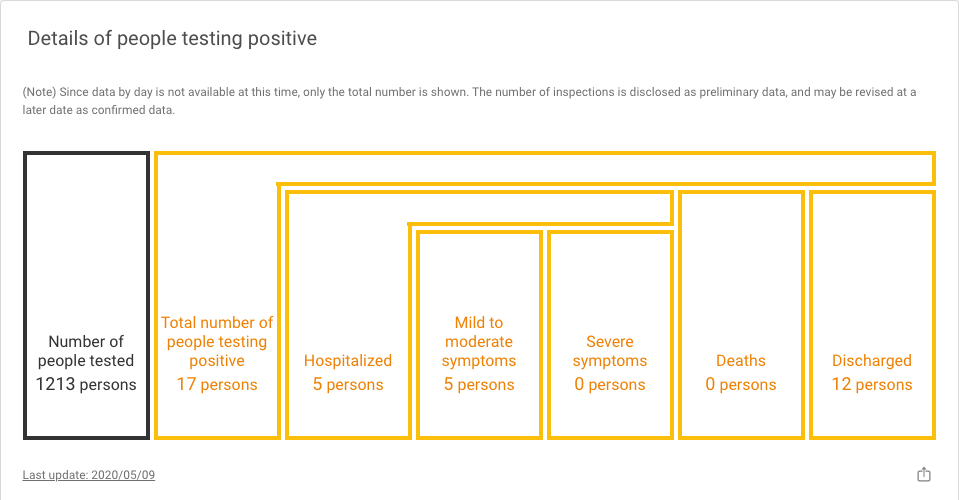 Details of people testing positive
(Note) Since data by day is not available at this time, only the total number is shown. The number of inspections is disclosed as preliminary data, and may be revised at a
later date as confirmed data.
Number of
people tested
1213 persons
Total number of
people testing
positive
17 persons
Hospitalized
5 persons
Mild to
moderate
symptoms
5 persons
Severe
symptoms
0 persons
Deaths
0 persons
Discharged
12 persons
Last update: 2020/05/09